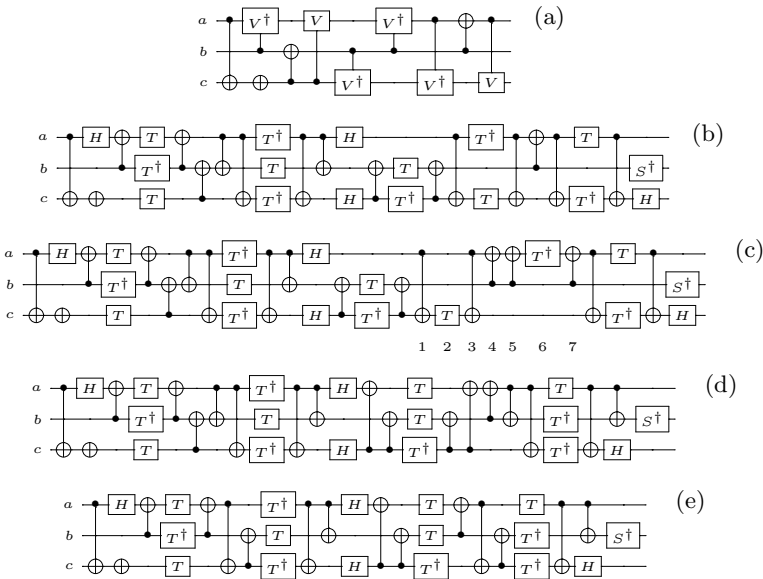 a V† V V† (a)
b
c V† V† V
a H T T† H T† T (b)
b T† T T S†
c T T† H T† T T† H
a H T T† H T† T (c)
b T† T T S†
c T T† H T† T T† H
1 2 3 4 5 6 7
a H T T† H T T (d)
b T† T T T† S†
c T T† H T† T† H
a H T T† H T T (e)
b T† T T T† S†
c T T† H T† T† H